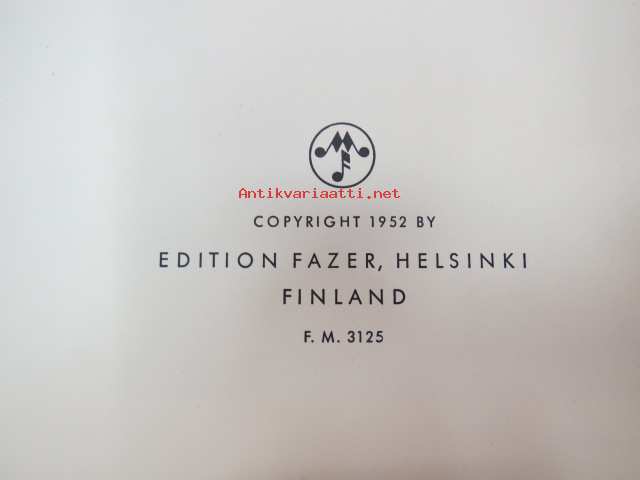 Antikvariaatti.net
COPYRIGHT 1952 BY
EDITION FAZER, HELSINKI
FINLAND
F. M. 3125